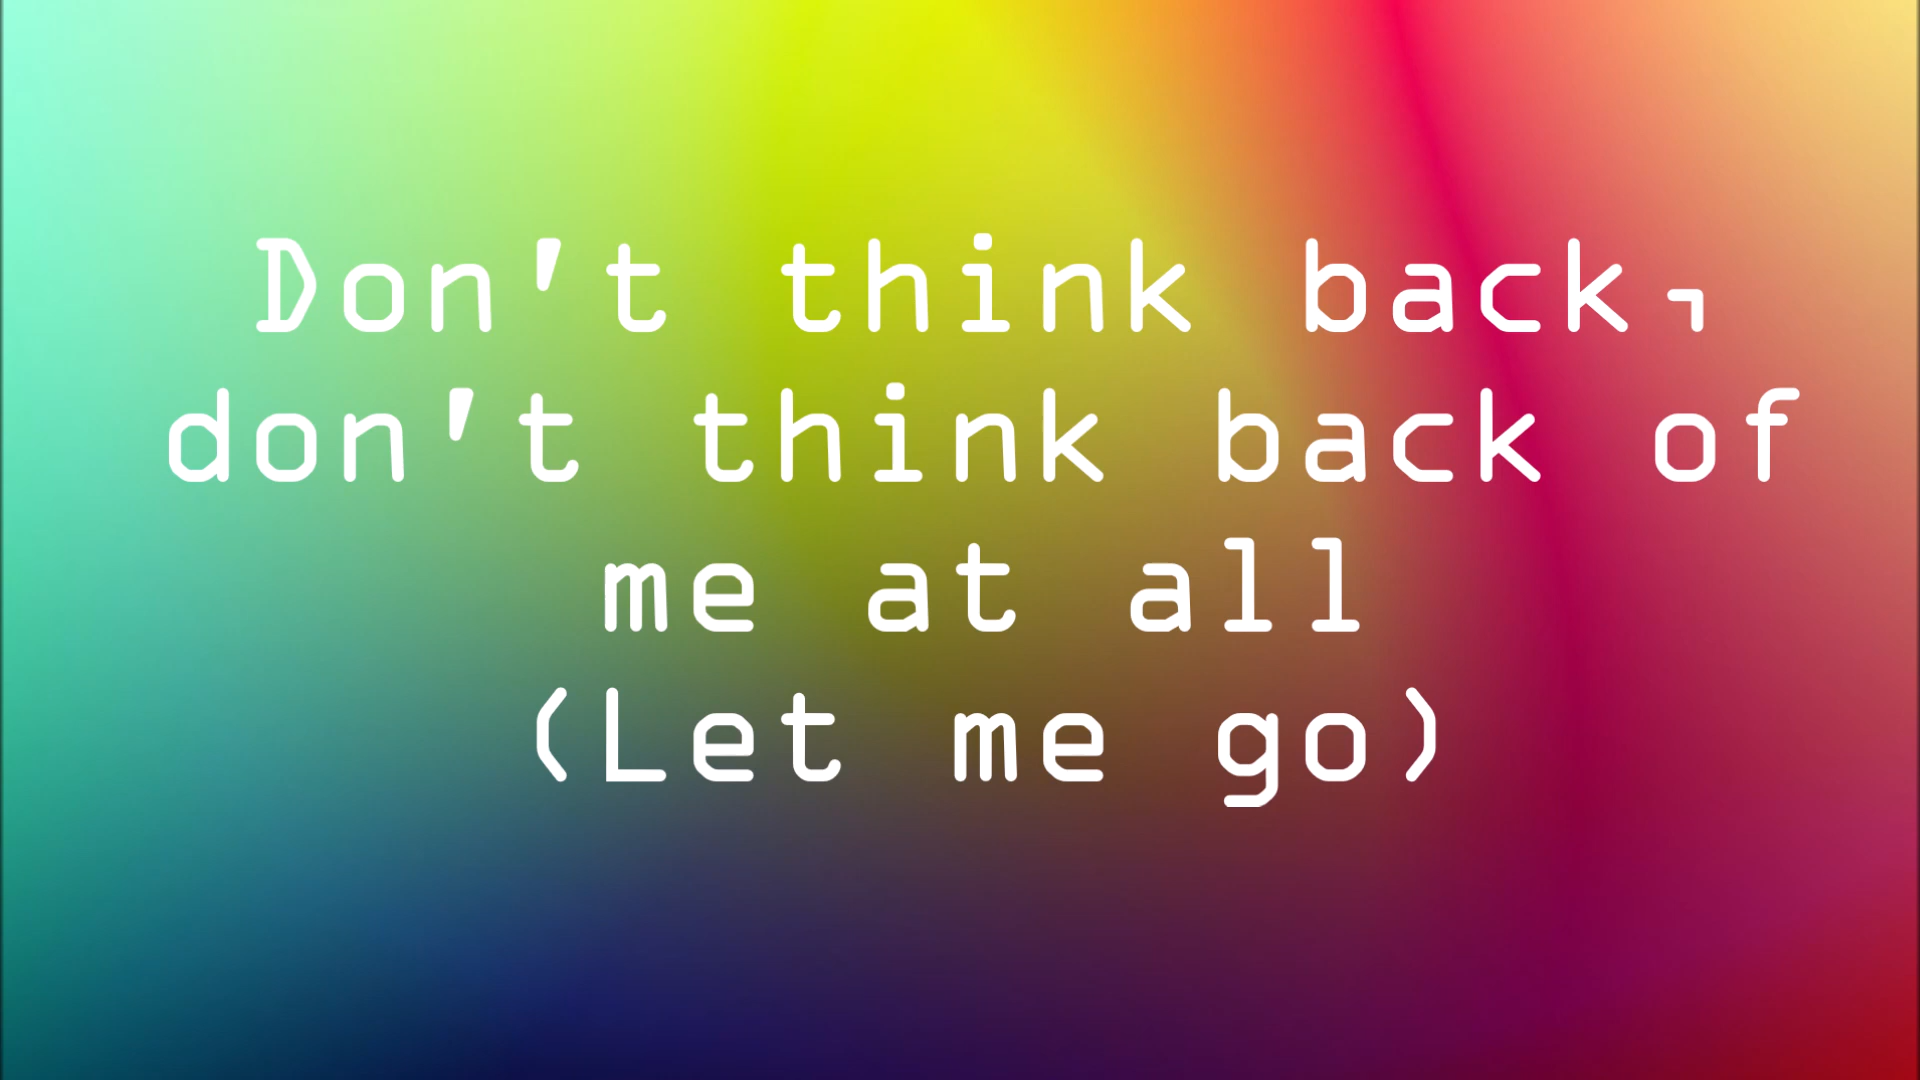 Don't think back,
don't think back of
me at all
(Let me go)